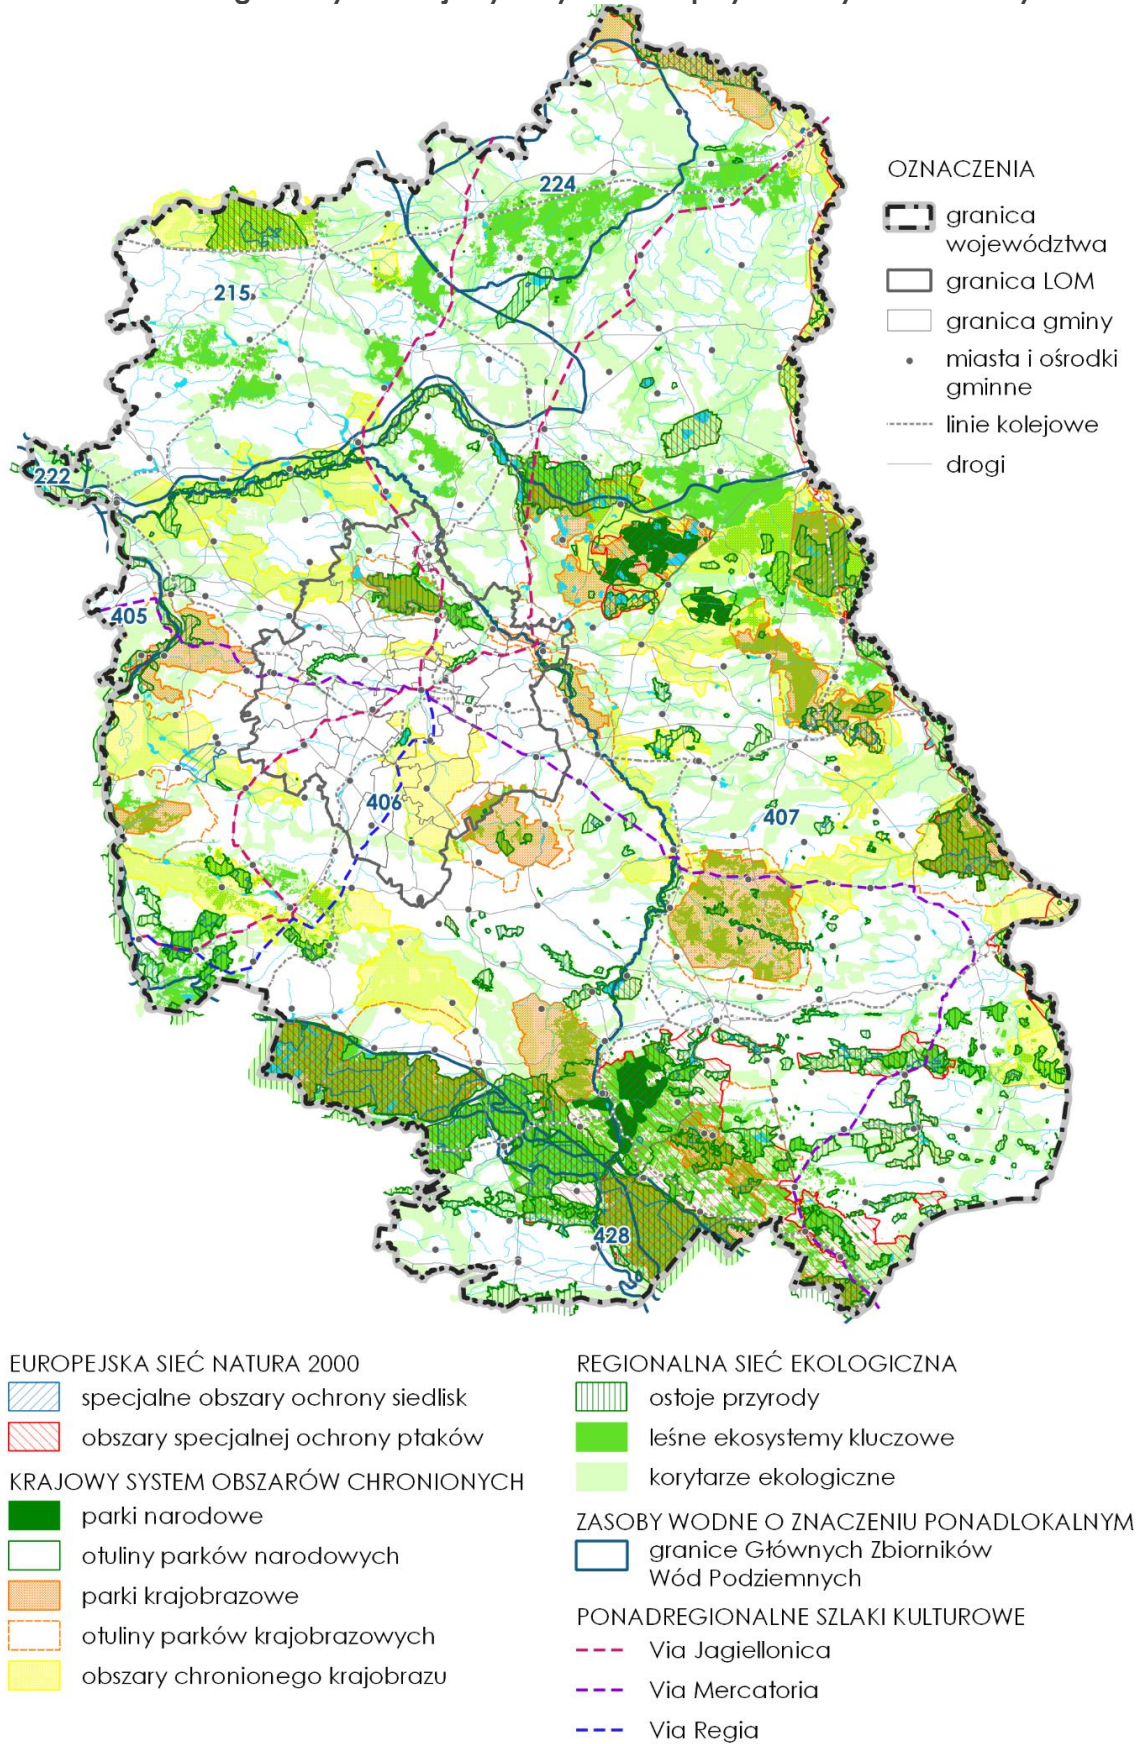 224
215
222
405
406
407
428
OZNACZENIA
granica
województwa
granica LOM
granica gminy
miasta i ośrodki
gminne
linie kolejowe
drogi
EUROPEJSKA SIEĆ NATURA 2000
specjalne obszary ochrony siedlisk
obszary specjalnej ochrony ptaków
KRAJOWY SYSTEM OBSZARÓW CHRONIONYCH
parki narodowe
otuliny parków narodowych
parki krajobrazowe
otuliny parków krajobrazowych
obszary chronionego krajobrazu
REGIONALNA SIEĆ EKOLOGICZNA
ostoje przyrody
leśne ekosystemy kluczowe
korytarze ekologiczne
ZASOBY WODNE O ZNACZENIU PONADLOKALNYM
granice Głównych Zbiorników
Wód Podziemnych
PONADREGIONALNE SZLAKI KULTUROWE
Via Jagiellonica
Via Mercatoria
Via Regia